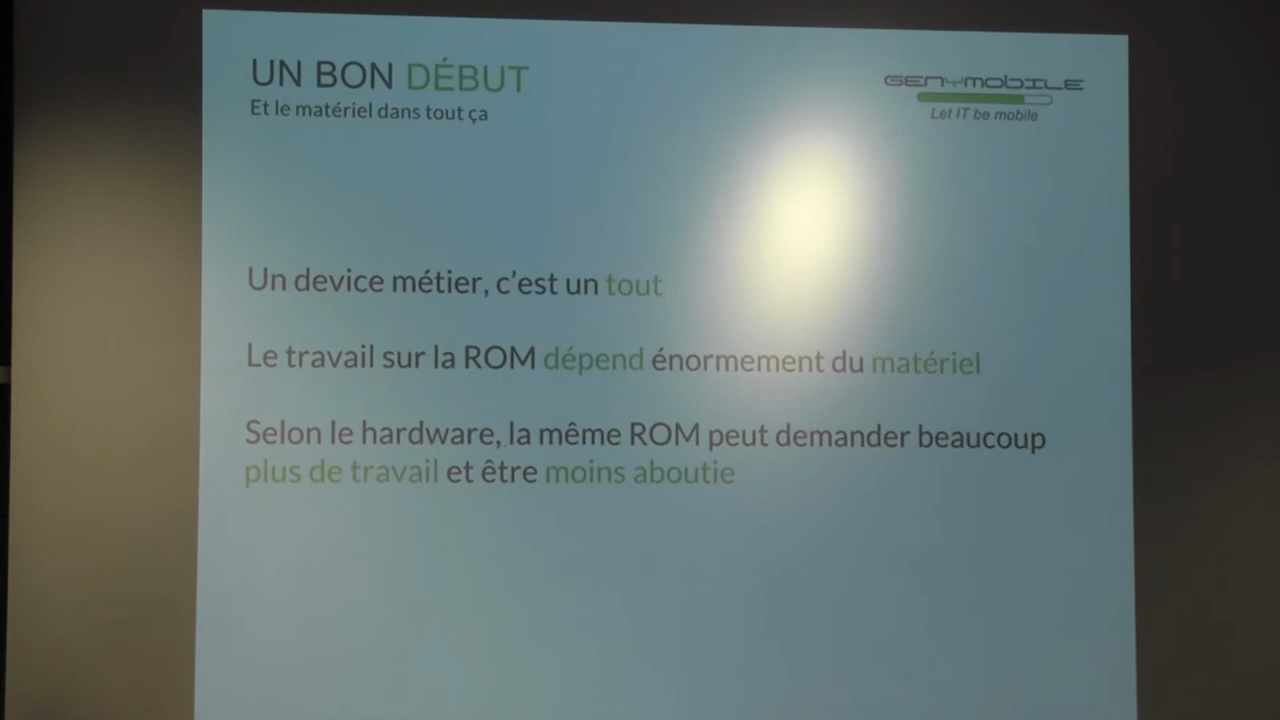 UN BON DÉBUT
Et le matériel dans tout ça
GENYMOBILE
Let IT be mobile
Un device métier, c'est un tout
Le travail sur la ROM dépend énormement du matériel
Selon le hardware, la même ROM peut demander beaucoup
plus de travail et être moins aboutie